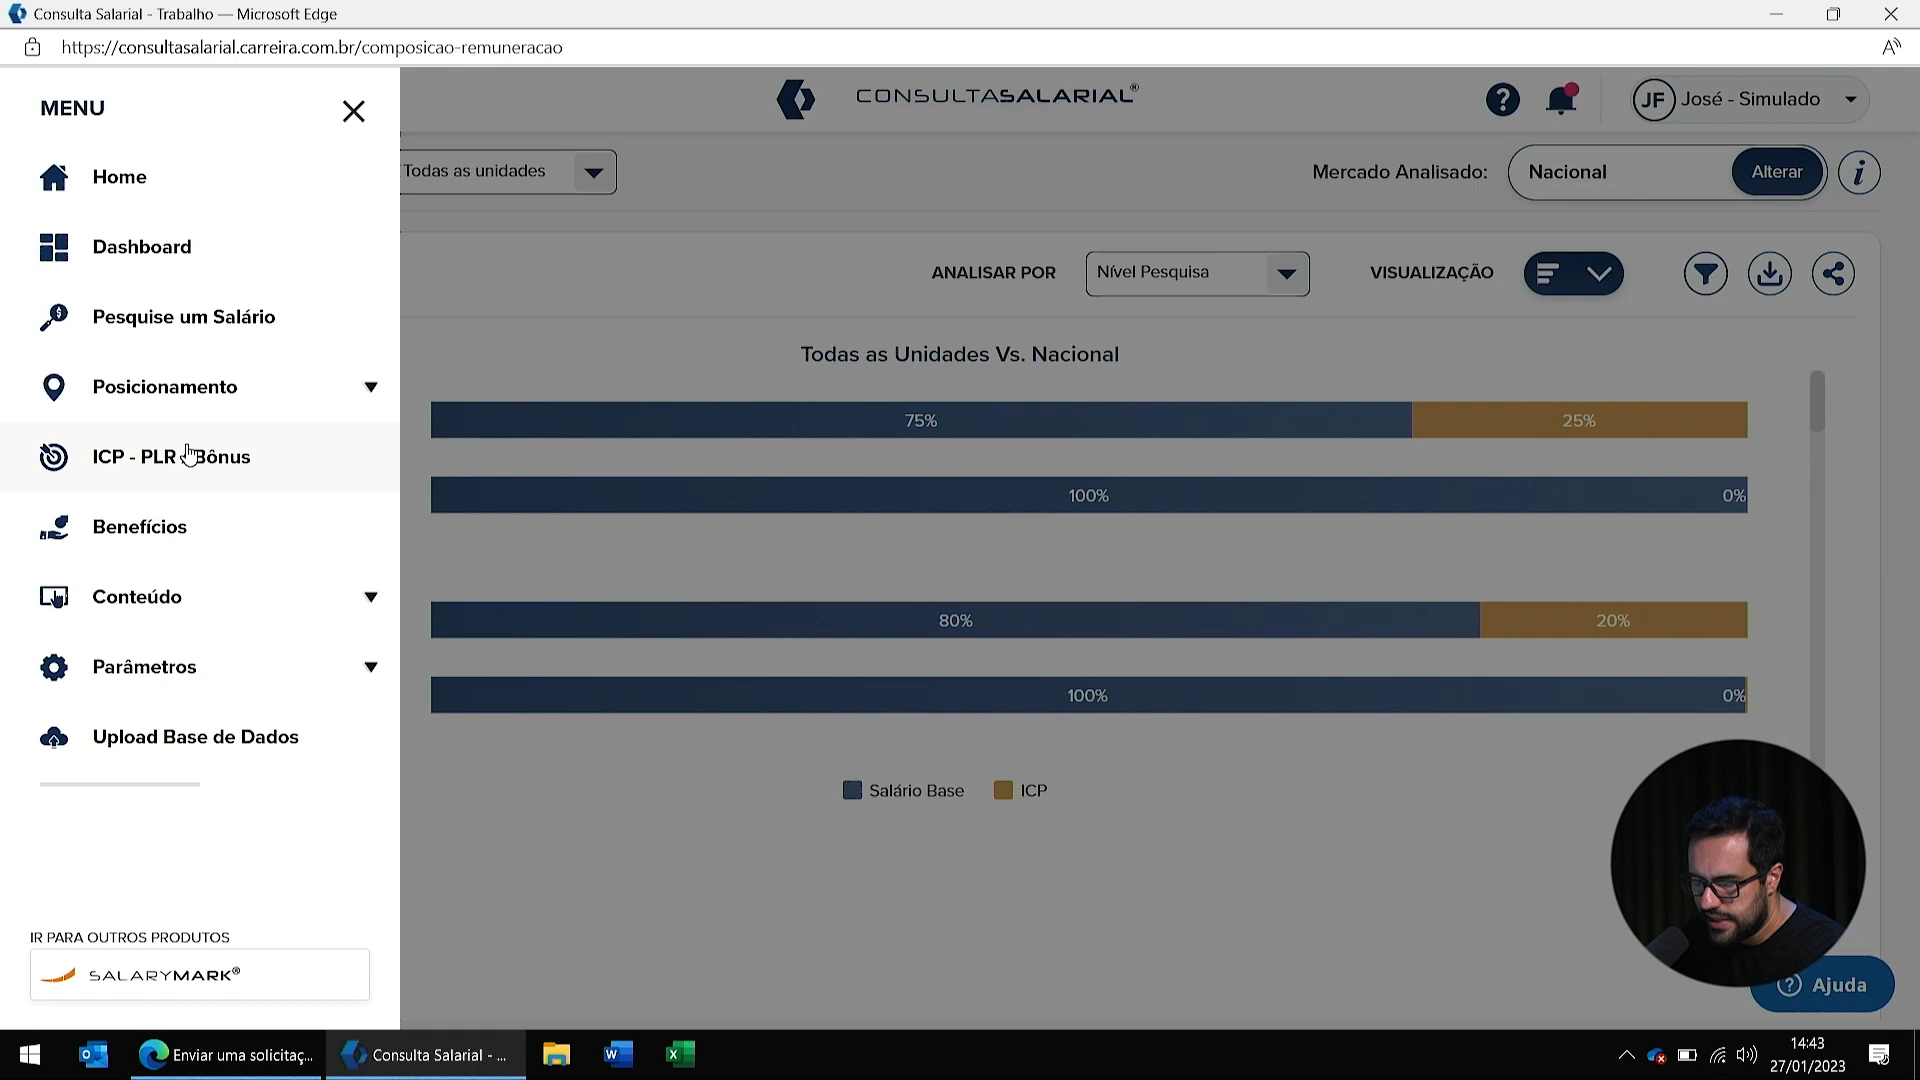 Consulta Salarial - Trabalho — Microsoft Edge
https://consultasalarial.carreira.com.br/composicao-remuneracao
MENU
Home
Dashboard
Pesquise um Salário
Posicionamento
ICP - PLR Bônus
Benefícios
Conteúdo
Parâmetros
Upload Base de Dados
IR PARA OUTROS PRODUTOS
SALARYMARK®
CONSULTASALARIAL®
?
JF José - Simulado
Todas as unidades
Mercado Analisado: Nacional Alterar i
ANALISAR POR Nível Pesquisa VISUALIZAÇÃO
Todas as Unidades Vs. Nacional
75% 25%
100% 0%
80% 20%
100% 0%
Salário Base ICP
? Ajuda
Enviar uma solicitaç...
Consulta Salarial - ...
14:43
27/01/2023